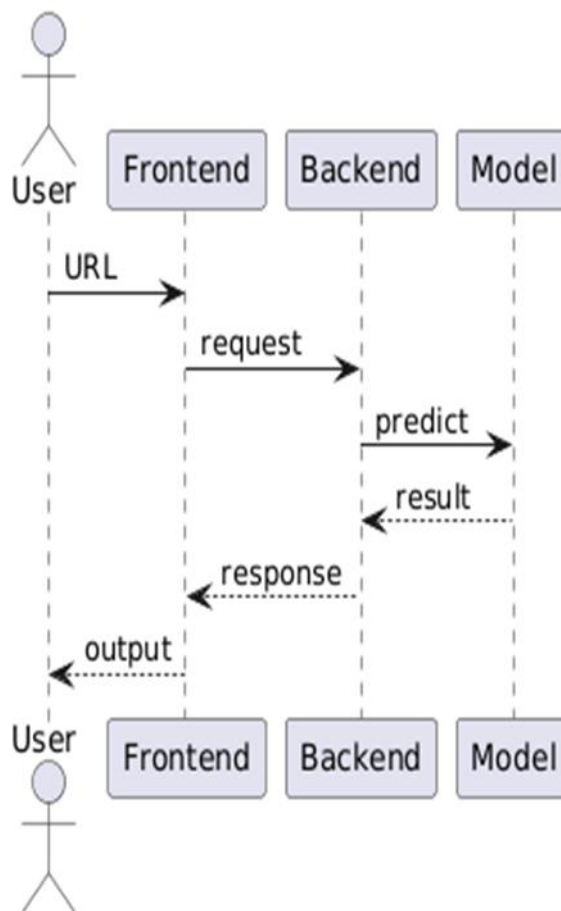 User
Frontend
Backend
Model
URL
request
predict
result
response
output
User
Frontend
Backend
Model